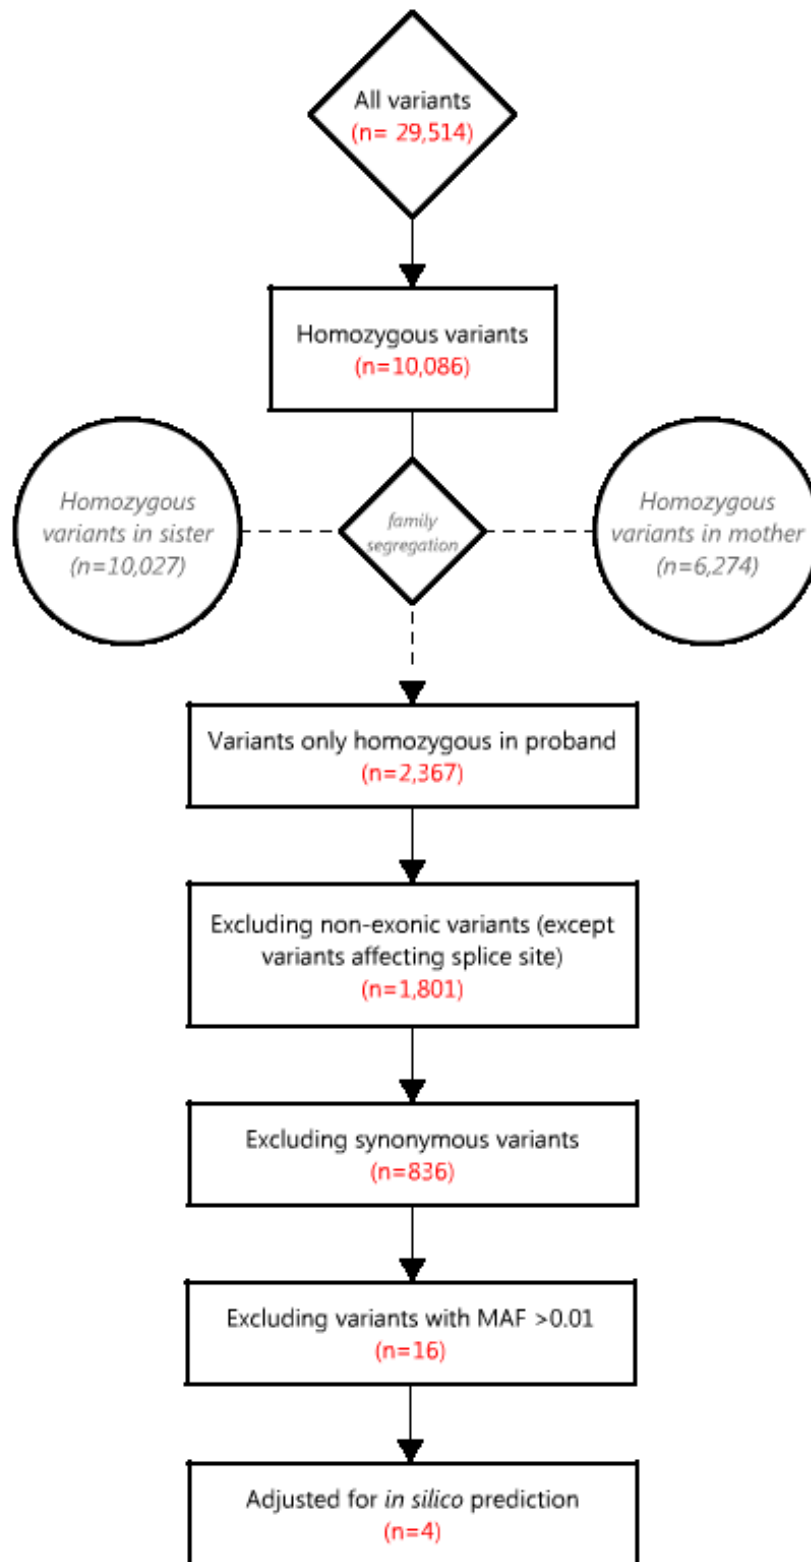 All variants
(n= 29,514)
Homozygous variants
(n=10,086)
Homozygous
variants in sister
(n=10,027)
family
segregation
Homozygous
variants in mother
(n=6,274)
Variants only homozygous in proband
(n=2,367)
Excluding non-exonic variants (except
variants affecting splice site)
(n=1,801)
Excluding synonymous variants
(n=836)
Excluding variants with MAF >0.01
(n=16)
Adjusted for in silico prediction
(n=4)